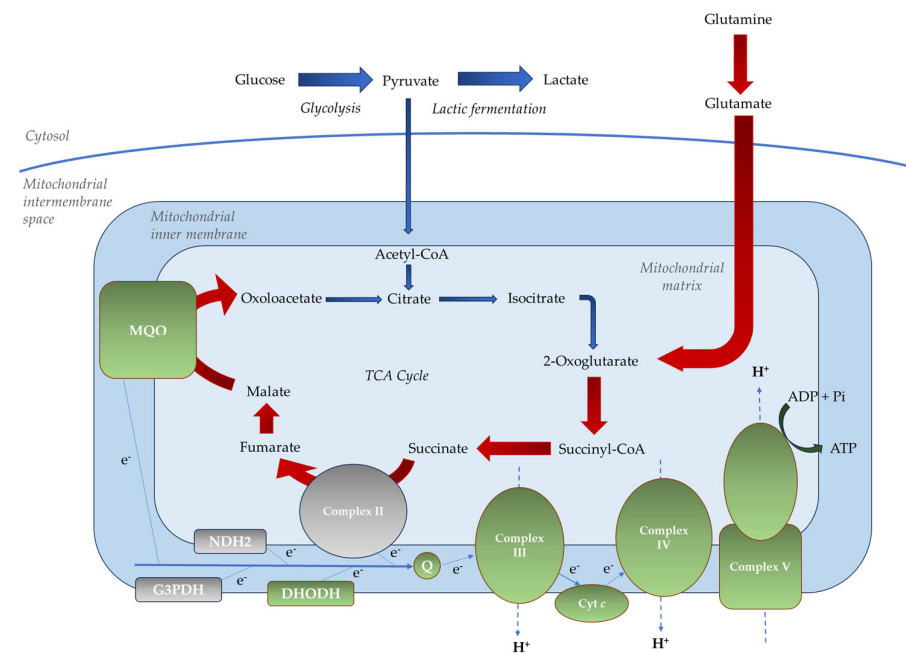 Glutamine
Glucose
Pyruvate
Lactate
Glycolysis
Lactic fermentation
Glutamate
Cytosol
Mitochondrial
intermembrane
space
Mitochondrial
inner membrane
Acetyl-CoA
Mitochondrial
matrix
Oxoloacetate
Citrate
Isocitrate
MQO
2-Oxoglutarate
TCA Cycle
H+
ADP + Pi
Malate
Fumarate
Succinate
Succinyl-CoA
ATP
e-
Complex II
NDH2
e-
e-
Complex
III
Complex
IV
Q
e-
Complex V
G3PDH
e-
DHODH
e-
e-
Cyt c
H+
H+